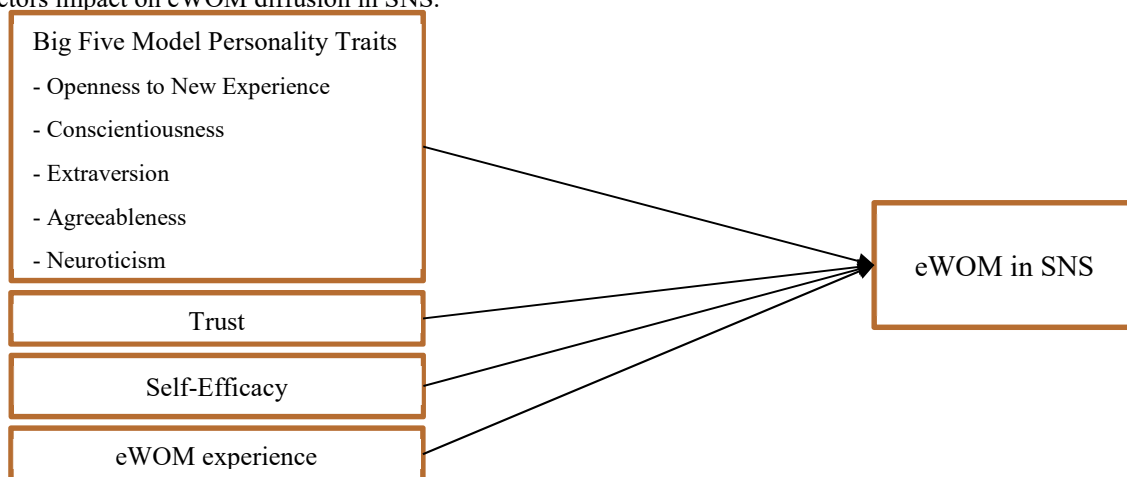 ctors impact on eWOM diffusion in SNS.
Big Five Model Personality Traits
- Openness to New Experience
- Conscientiousness
- Extraversion
- Agreeableness
- Neuroticism
eWOM in SNS
Trust
Self-Efficacy
eWOM experience